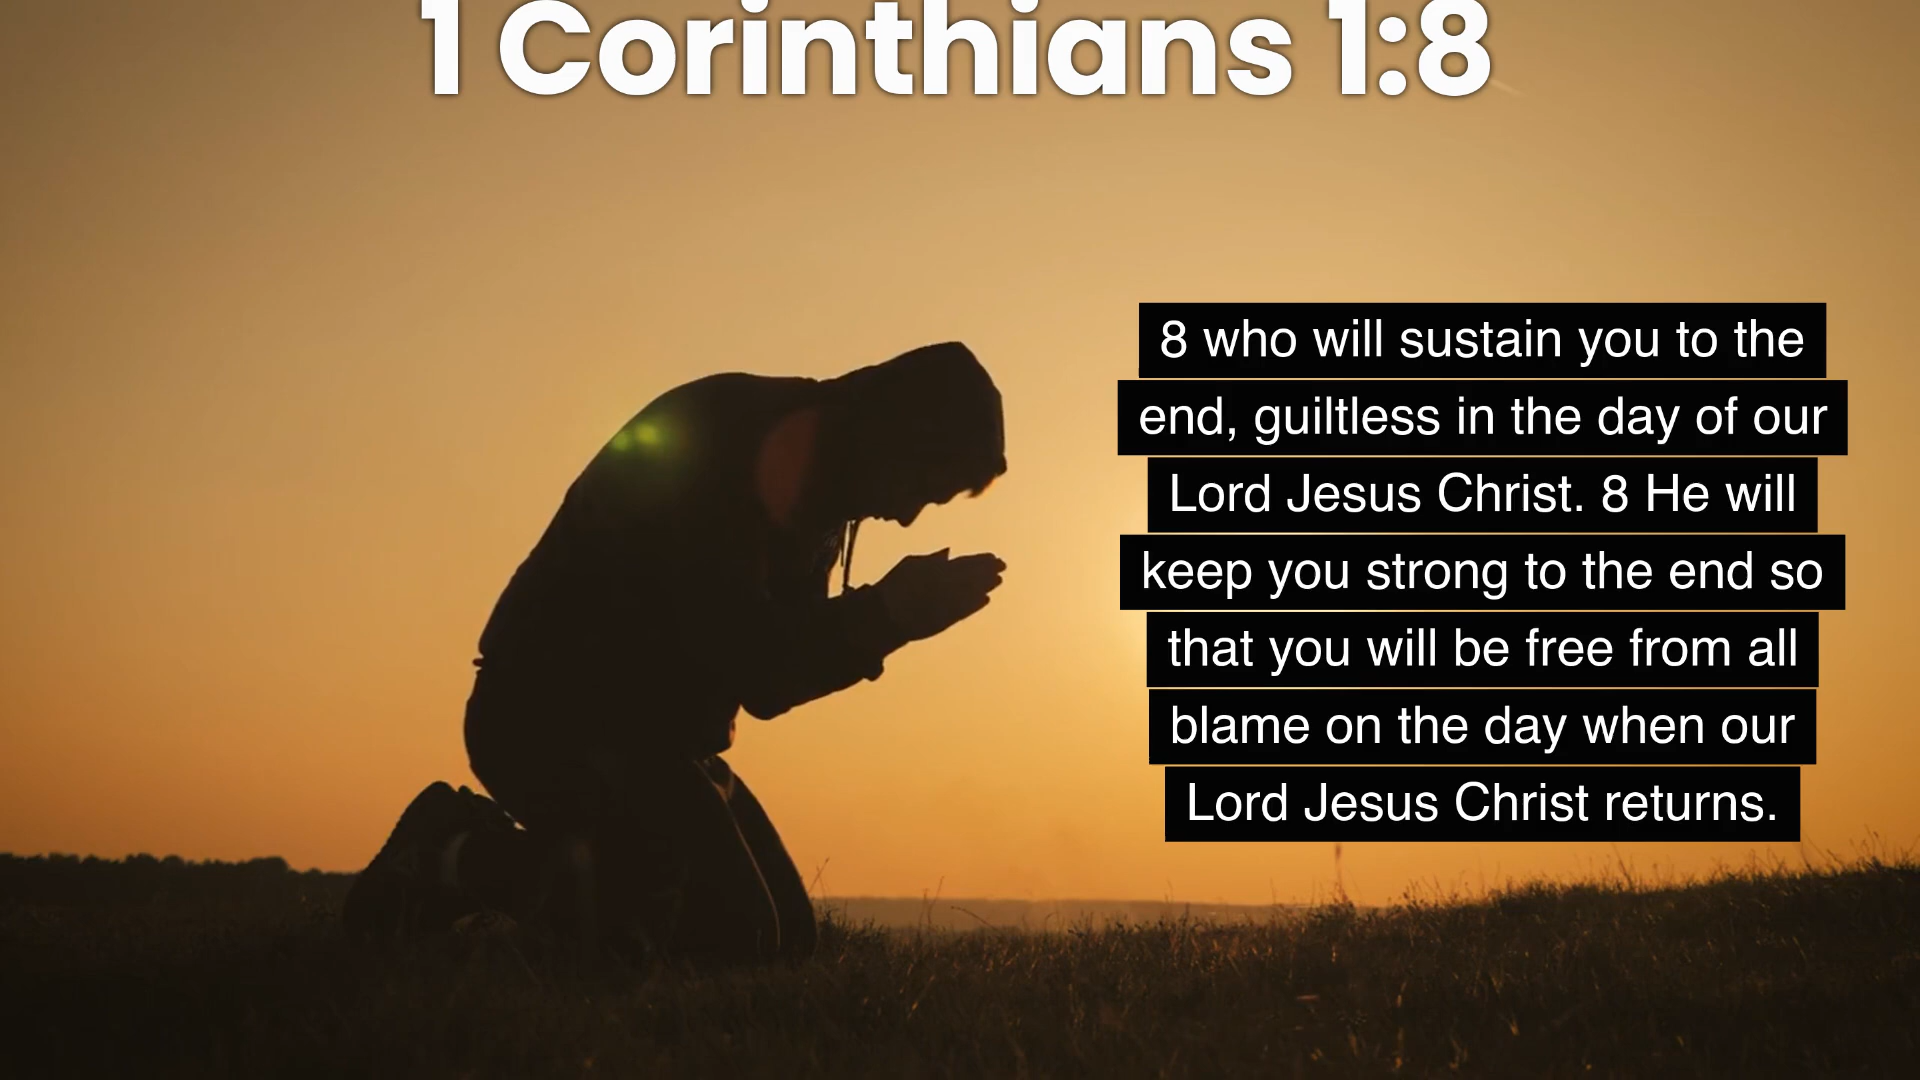 1 Corinthians 1:8
8 who will sustain you to the
end, guiltless in the day of our
Lord Jesus Christ. 8 He will
keep you strong to the end so
that you will be free from all
blame on the day when our
Lord Jesus Christ returns.